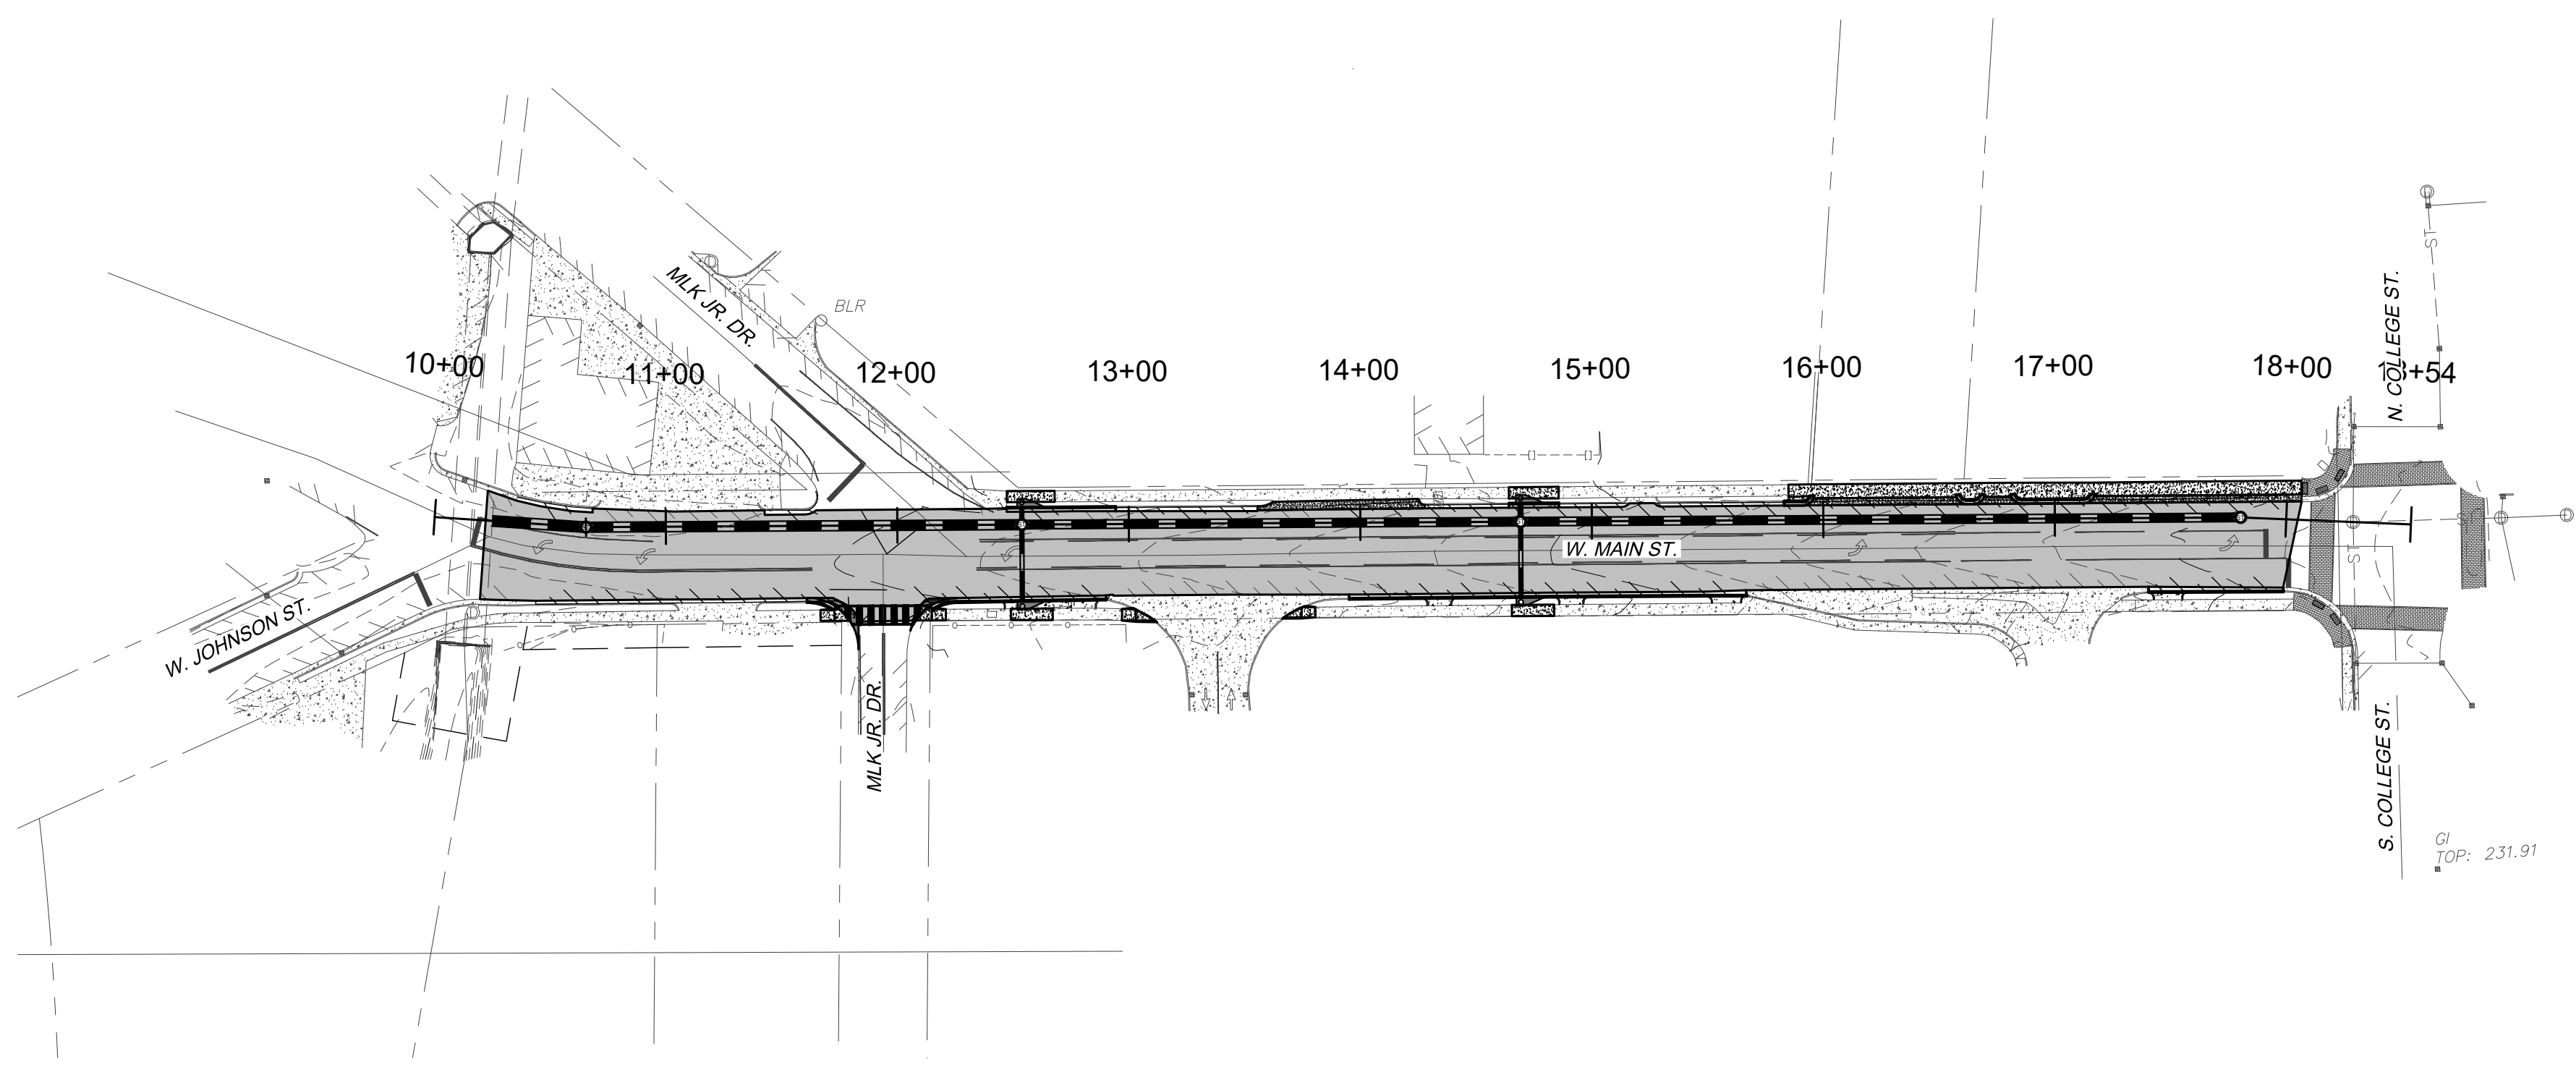 BLR
MLK JR. DR.
10+00
11+00
12+00
13+00
14+00
15+00
16+00
17+00
18+00
+54
N. COLLEGE ST.
ST
W. MAIN ST.
ST
W. JOHNSON ST.
MLK JR. DR.
S. COLLEGE ST.
GI
TOP: 231.91